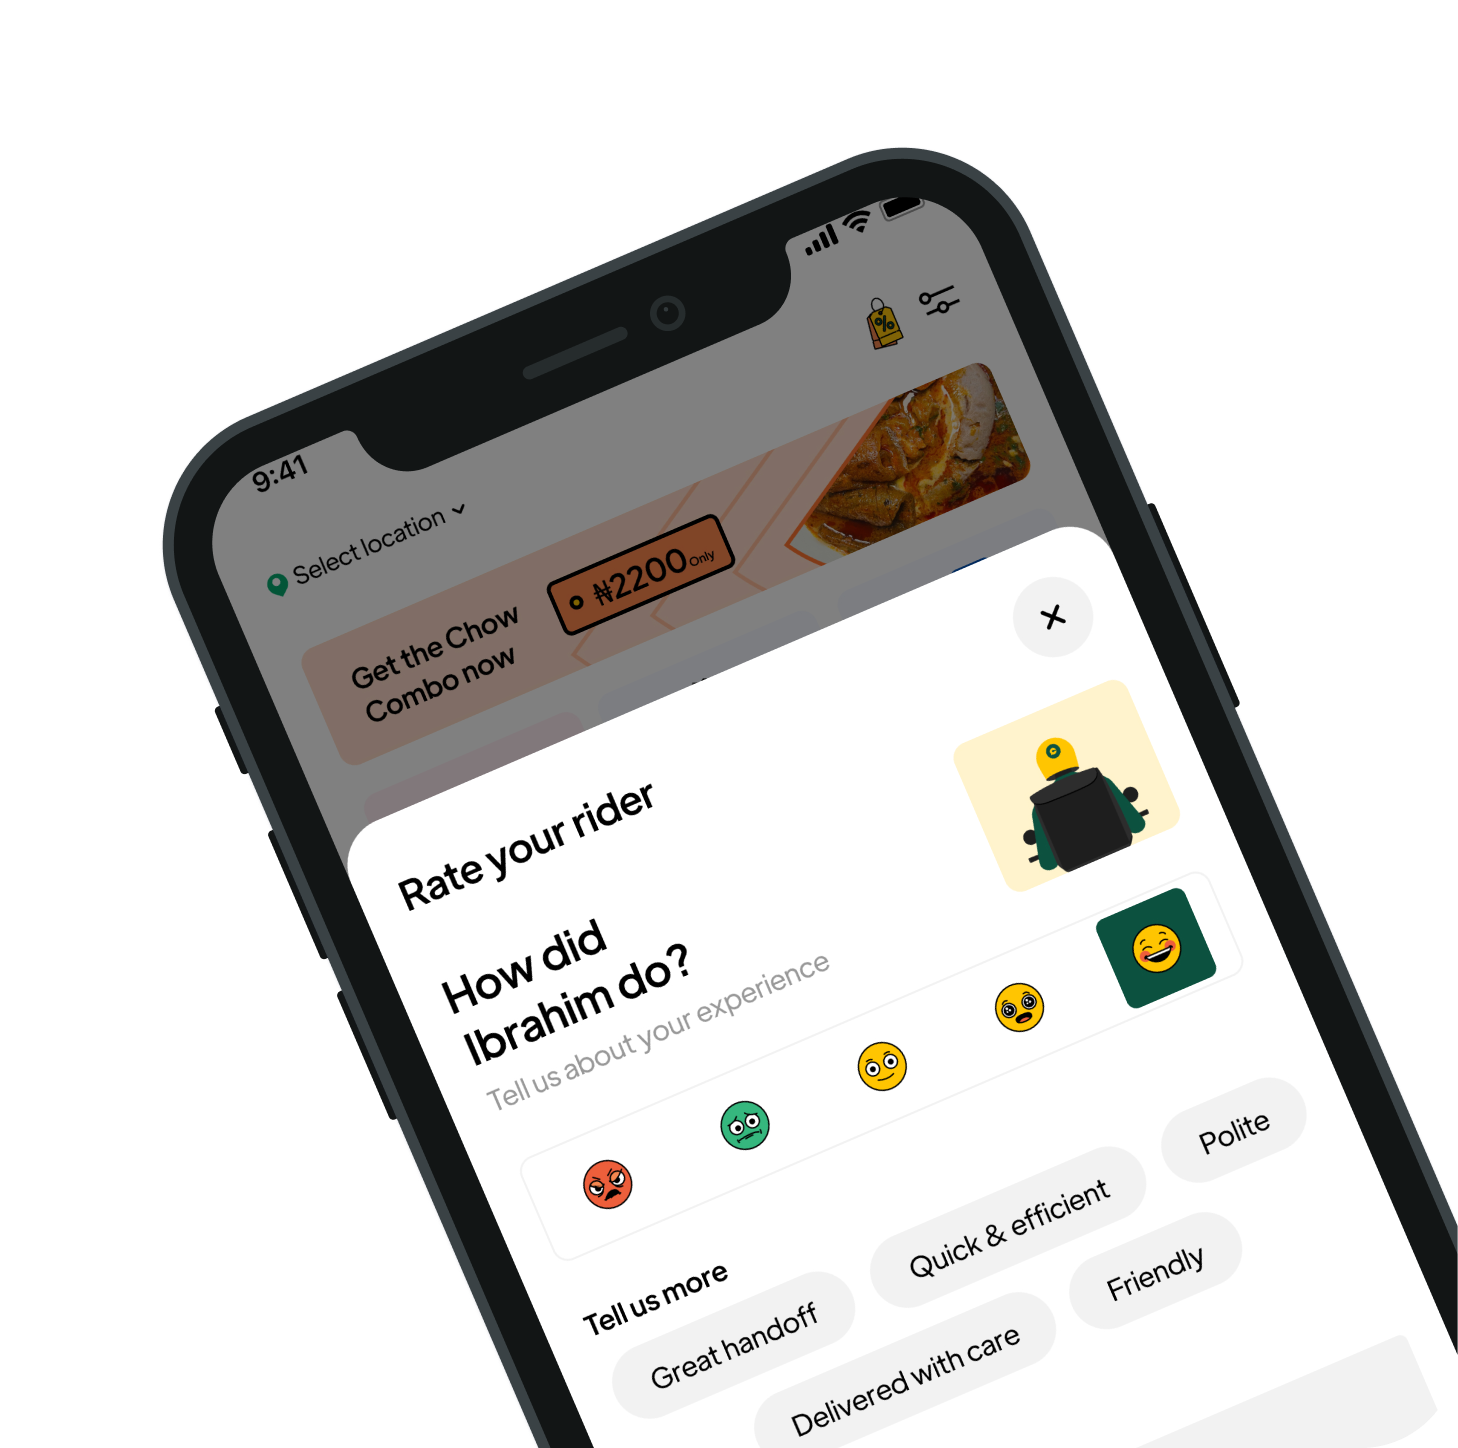 9:41
Select location
Get the Chow
Combo now
₦2200 Only
%
Rate your rider
How did
Ibrahim do?
Tell us about your experience
Tell us more
Great handoff
Quick & efficient
Polite
Delivered with care
Friendly